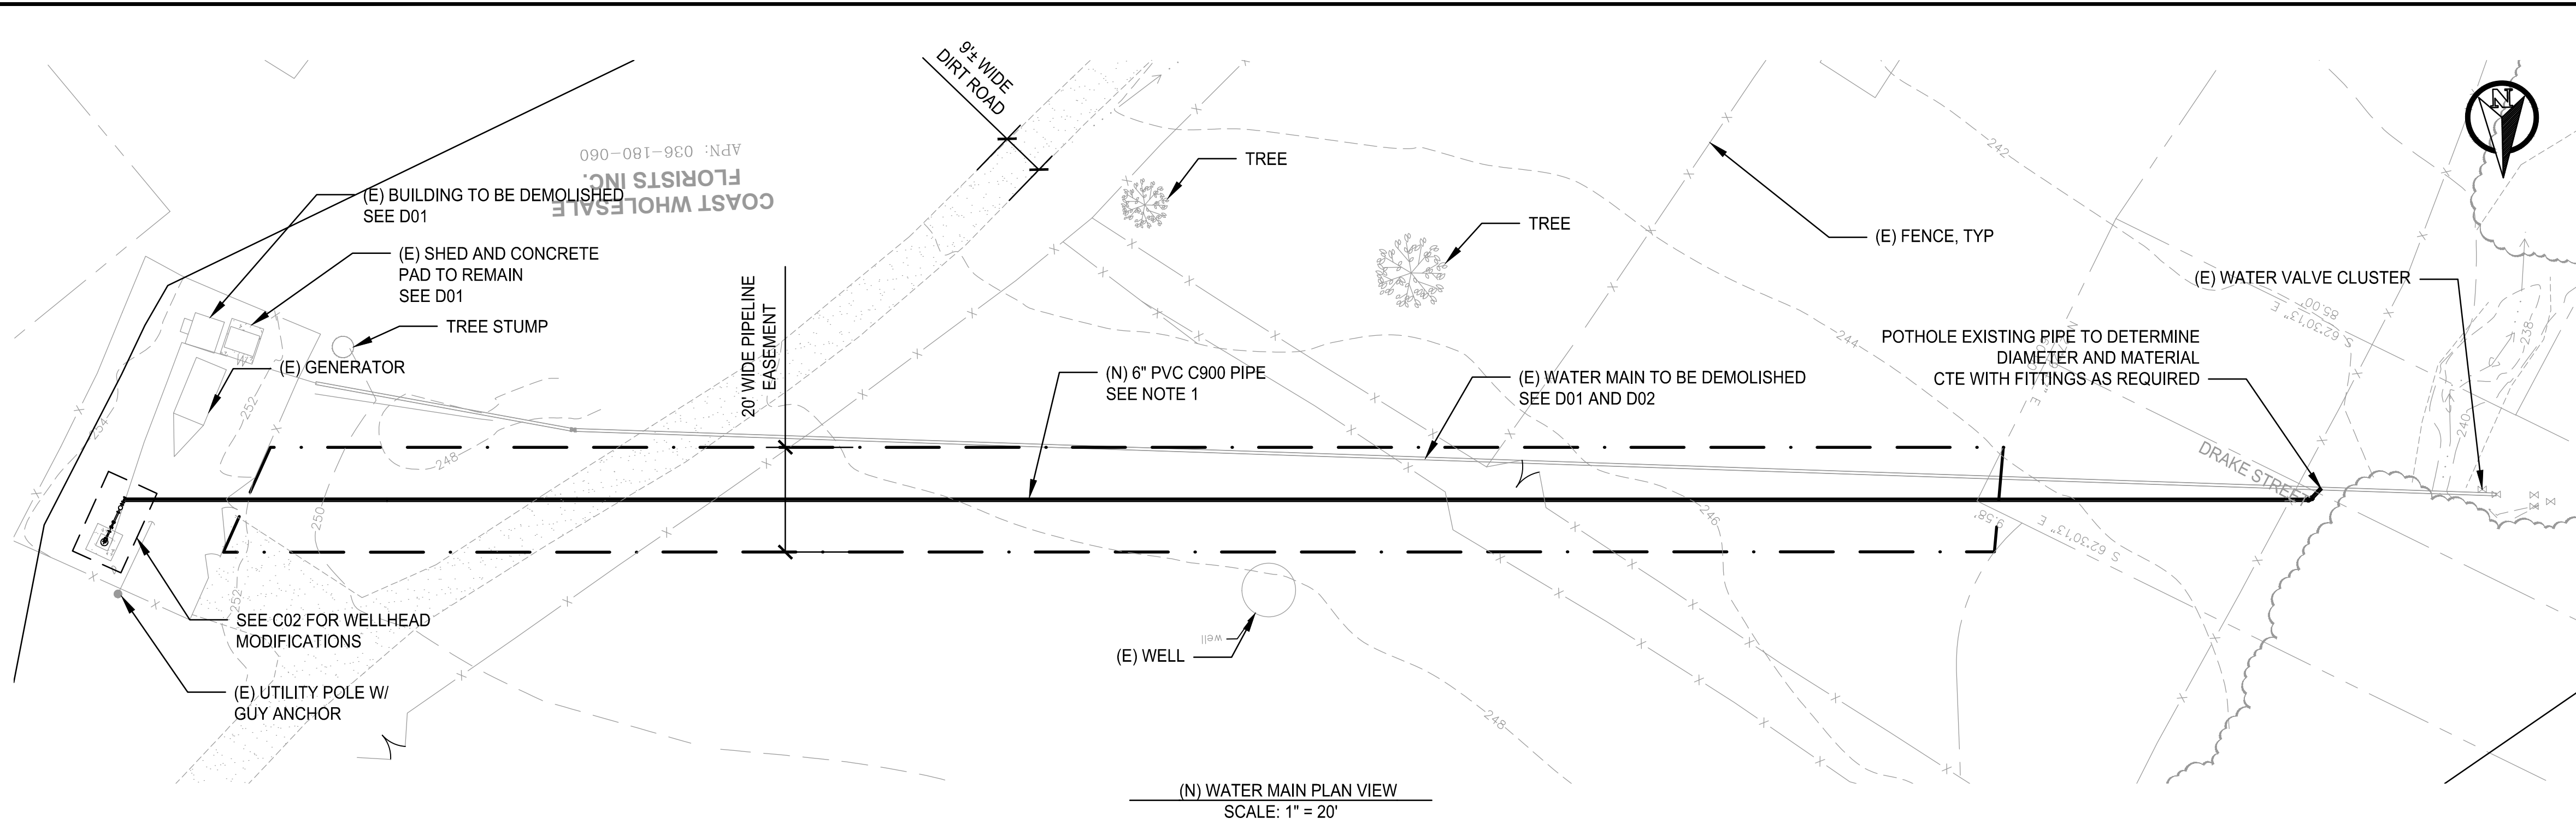 9'± WIDE
DIRT ROAD
APN: 036-180-060
FLORISTS INC.
COAST WHOLESALE
(E) BUILDING TO BE DEMOLISHED
SEE D01
(E) SHED AND CONCRETE
PAD TO REMAIN
SEE D01
TREE STUMP
(E) GENERATOR
254
252
248
250
252
20' WIDE PIPELINE
EASEMENT
TREE
TREE
(E) FENCE, TYP
242
N
(E) WATER VALVE CLUSTER
85.00'
S 62°30'13" E
POTHOLE EXISTING PIPE TO DETERMINE
DIAMETER AND MATERIAL
CTE WITH FITTINGS AS REQUIRED
244
238
240
(N) 6" PVC C900 PIPE
SEE NOTE 1
(E) WATER MAIN TO BE DEMOLISHED
SEE D01 AND D02
DRAKE STREET
9.58'
S 62°30'13" E
246
SEE C02 FOR WELLHEAD
MODIFICATIONS
well
(E) WELL
(E) UTILITY POLE W/
GUY ANCHOR
248
(N) WATER MAIN PLAN VIEW
SCALE: 1" = 20'